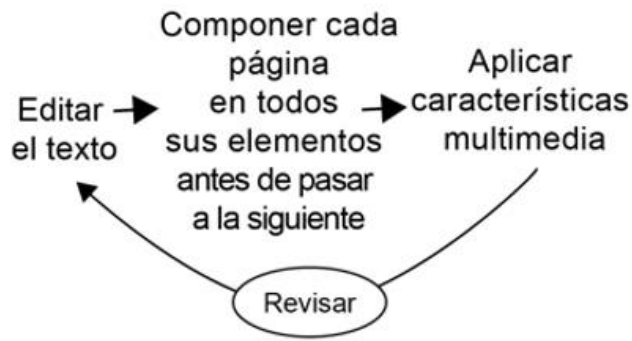 Editar
el texto
Componer cada
página
en todos
sus elementos
antes de pasar
a la siguiente
Aplicar
características
multimedia
Revisar